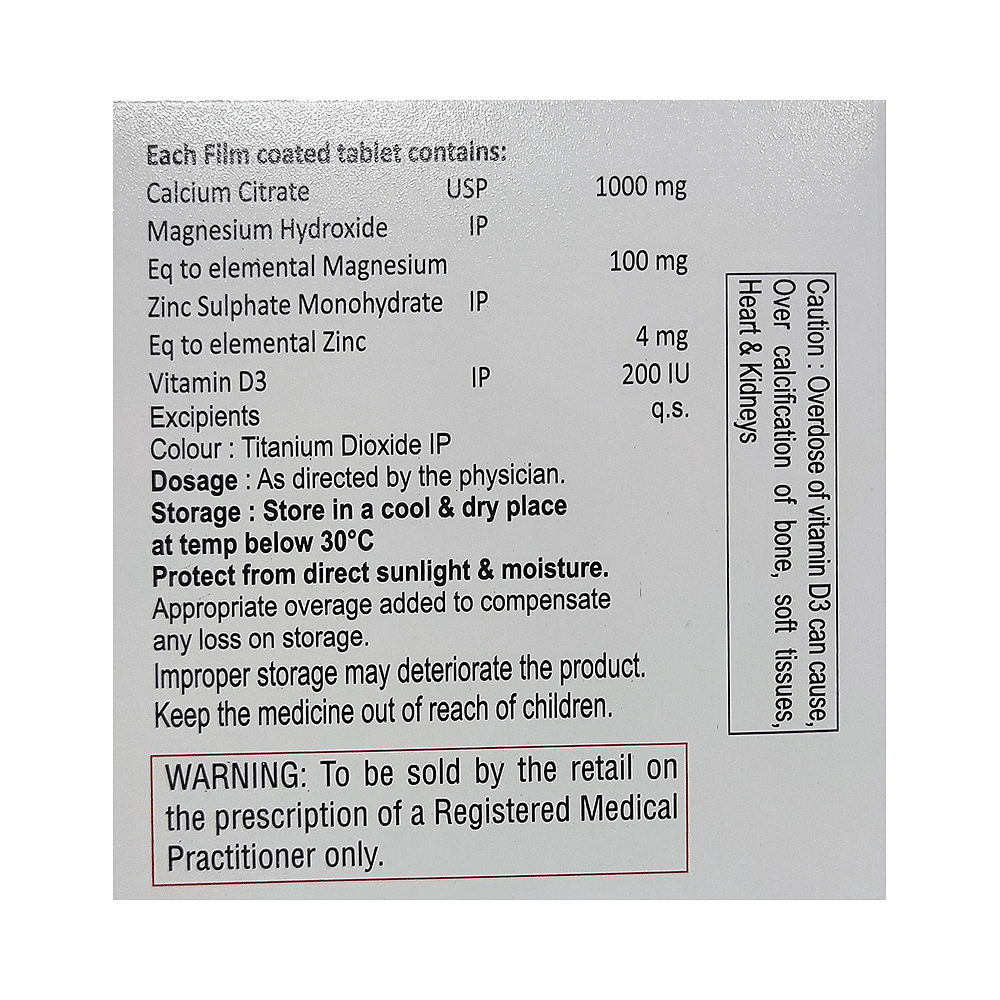 Each Film coated tablet contains:
Calcium Citrate USP 1000 mg
Magnesium Hydroxide IP
Eq to elemental Magnesium 100 mg
Zinc Sulphate Monohydrate IP
Eq to elemental Zinc 4 mg
Vitamin D3 IP 200 IU
Excipients q.s.
Colour : Titanium Dioxide IP
Dosage : As directed by the physician.
Storage : Store in a cool & dry place
at temp below 30°C
Protect from direct sunlight & moisture.
Appropriate overage added to compensate
any loss on storage.
Improper storage may deteriorate the product.
Keep the medicine out of reach of children.
WARNING: To be sold by the retail on
the prescription of a Registered Medical
Practitioner only.
Caution : Overdose of vitamin D3 can cause,
Over calcification of bone, soft tissues,
Heart & Kidneys